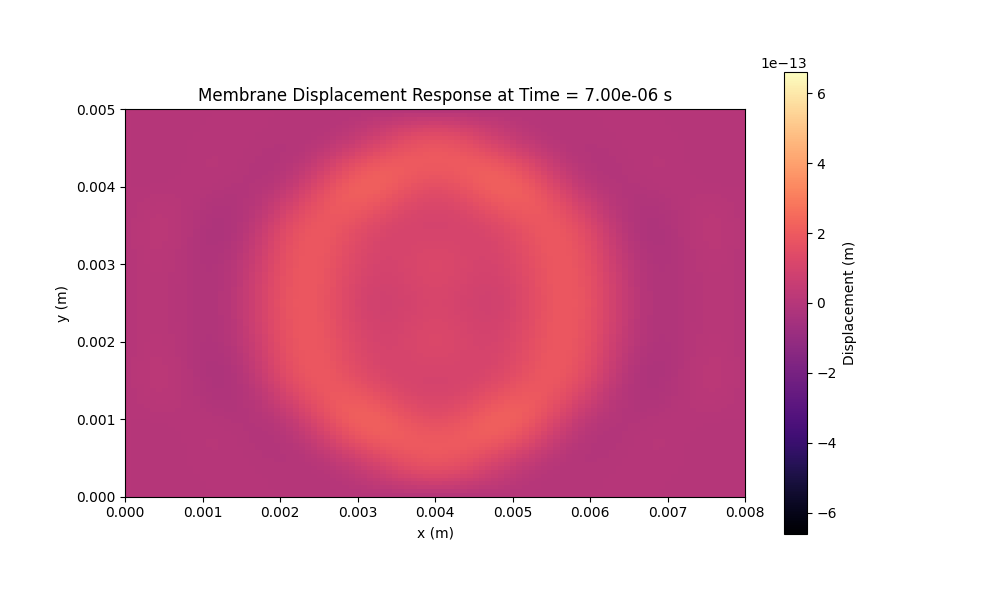 1e−13
Membrane Displacement Response at Time = 7.00e-06 s
0.005
0.004
0.003
0.002
0.001
0.000
y (m)
0.000 0.001 0.002 0.003 0.004 0.005 0.006 0.007 0.008
x (m)
6
4
2
0
−2
−4
−6
Displacement (m)